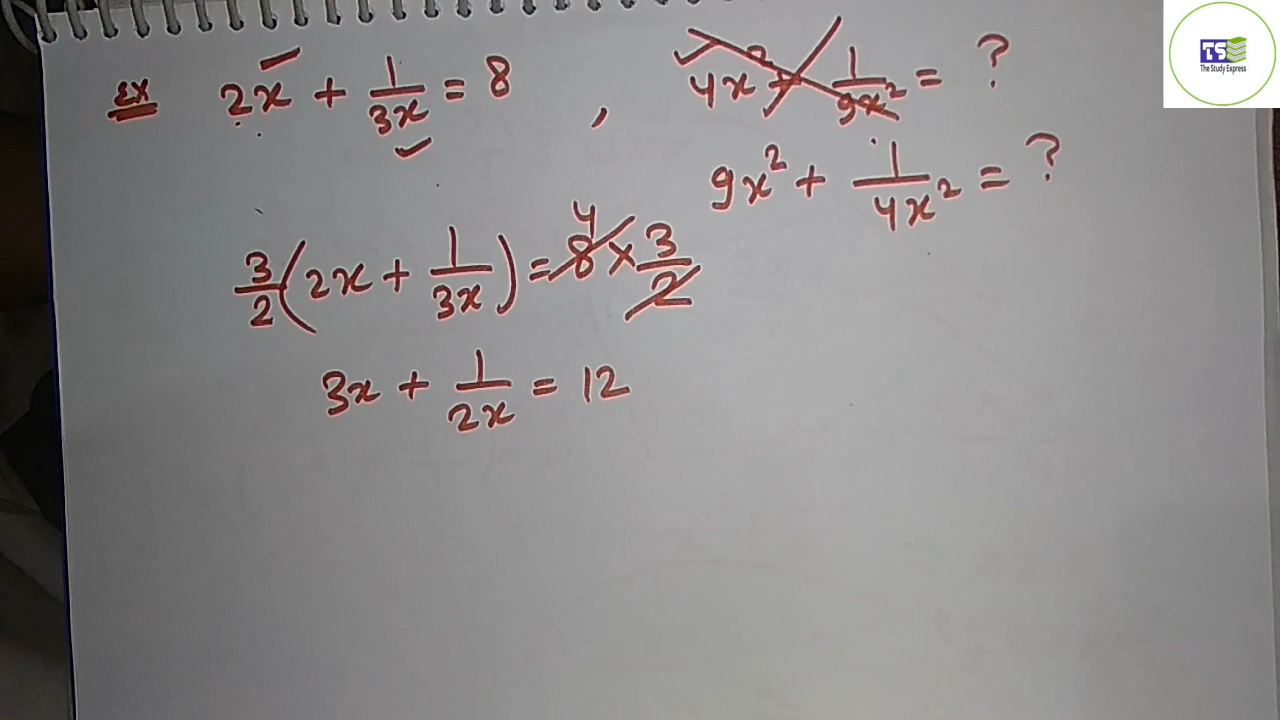 Ex 2x + 1/3x = 8 , 4x² + 1/9x² = ?
9x² + 1/4x² = ?
3/2(2x + 1/3x) = 8 × 3/2 4
3x + 1/2x = 12
TS
The Study Express